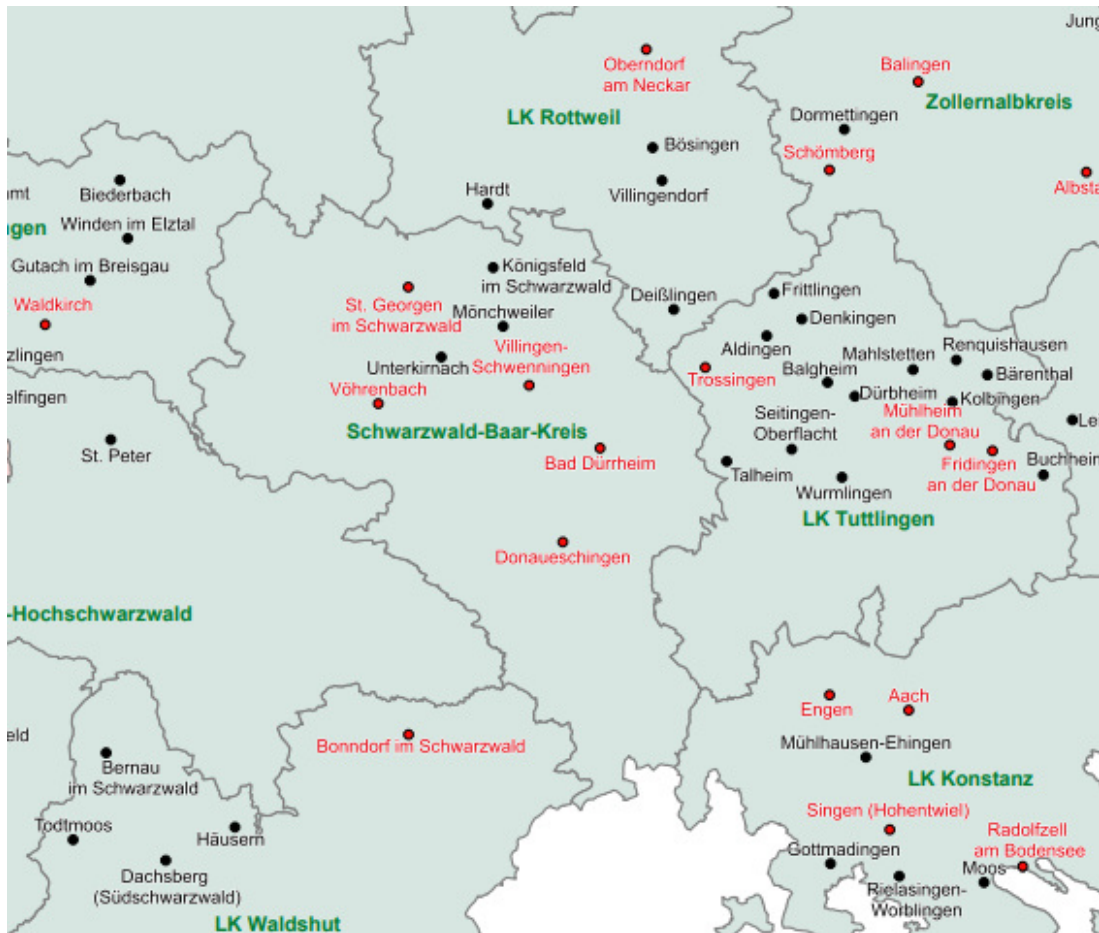 Jung
Oberndorf
am Neckar
Balingen
Zollernalbkreis
LK Rottweil
Dormettingen
Bösingen
Schömberg
Biederbach
Hardt
Villingendorf
Albsta
amt
Winden im Elztal
gen
Gutach im Breisgau
Königsfeld
im Schwarzwald
Deißlingen
Frittlingen
Waldkirch
St. Georgen
im Schwarzwald
Mönchweiler
Denkingen
Aldingen
Mahlstetten
Renquishausen
zlingen
Unterkirnach
Villingen-
Schwenningen
Trossingen
Balgheim
Bärenthal
elfingen
Vöhrenbach
Dürbheim
Kolbingen
Seitingen-
Oberflacht
Mühlheim
an der Donau
Le
Schwarzwald-Baar-Kreis
St. Peter
Bad Dürrheim
Talheim
Wurmlingen
Fridingen
an der Donau
Buchheim
LK Tuttlingen
Donaueschingen
-Hochschwarzwald
Engen
Aach
eld
Bonndorf im Schwarzwald
Mühlhausen-Ehingen
Bernau
im Schwarzwald
LK Konstanz
Todtmoos
Häusern
Singen (Hohentwiel)
Radolfzell
am Bodensee
Gottmadingen
Moos
Dachsberg
(Südschwarzwald)
Rielasingen-
Worblingen
LK Waldshut